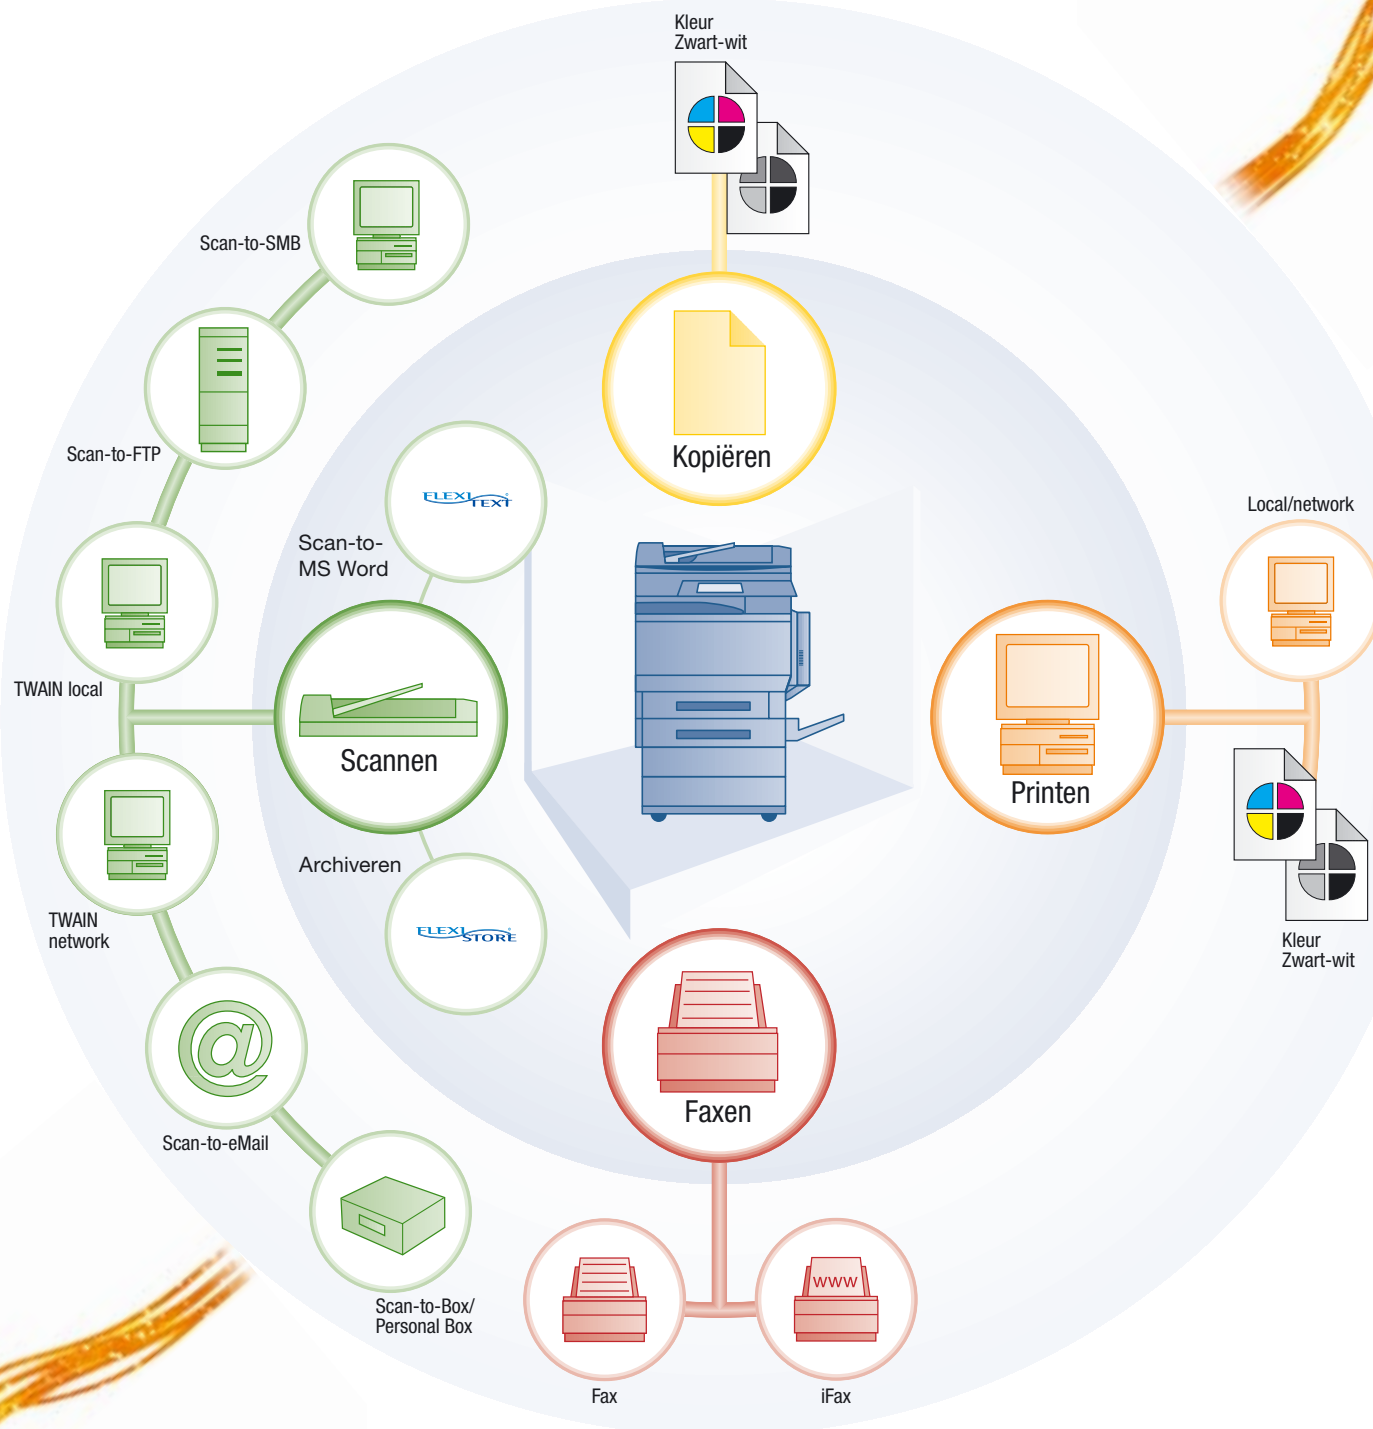 Kleur
Zwart-wit
Scan-to-SMB
Kopiëren
Scan-to-FTP
FLEXI
TEXT
Scan-to-
MS Word
Local/network
TWAIN local
Scannen
Printen
Archiveren
TWAIN
network
FLEXI
STORE
Kleur
Zwart-wit
Faxen
Scan-to-eMail
www
Scan-to-Box/
Personal Box
Fax
iFax